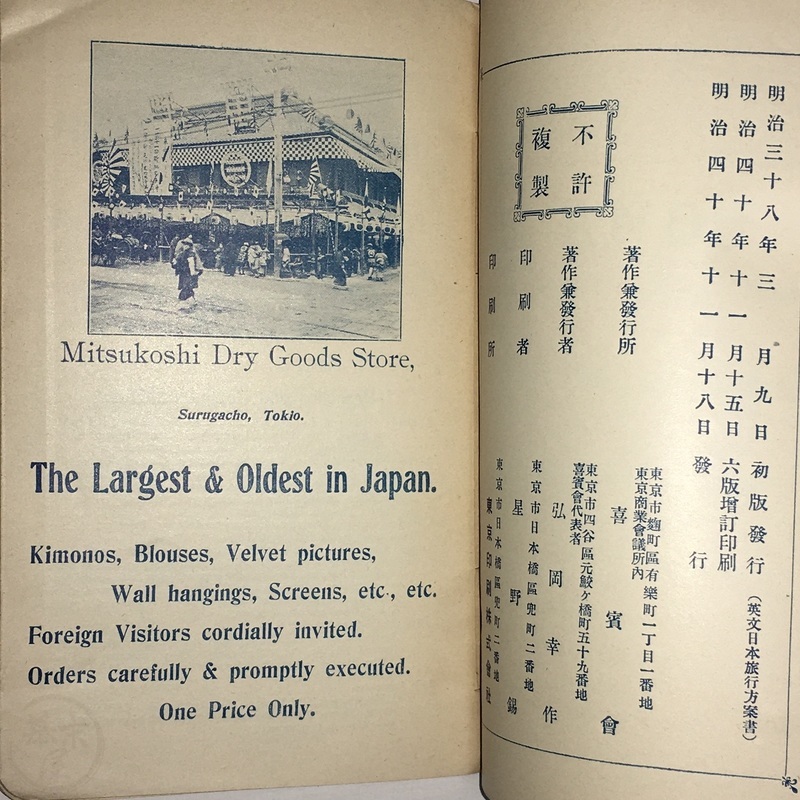 Mitsukoshi Dry Goods Store,
Surugacho, Tokio.
The Largest & Oldest in Japan.
Kimonos, Blouses, Velvet pictures,
Wall hangings, Screens, etc., etc.
Foreign Visitors cordially invited.
Orders carefully & promptly executed.
One Price Only.
明治三十八年三月九日初版發行
(英文日本旅行方案書)
明治四十年十一月十五日六版增訂印刷
明治四十年十一月十八日發行
不許
複製
著作兼發行所
東京市麴町區有樂町一丁目一番地
東京商業會議所內
喜賓會
著作兼發行者
東京市四谷區元鮫ヶ橋町五十九番地
喜賓會代表者
弘岡幸作
印刷者
東京市日本橋區兜町二番地
星野錫
印刷所
東京市日本橋區兜町二番地
東京印刷株式會社